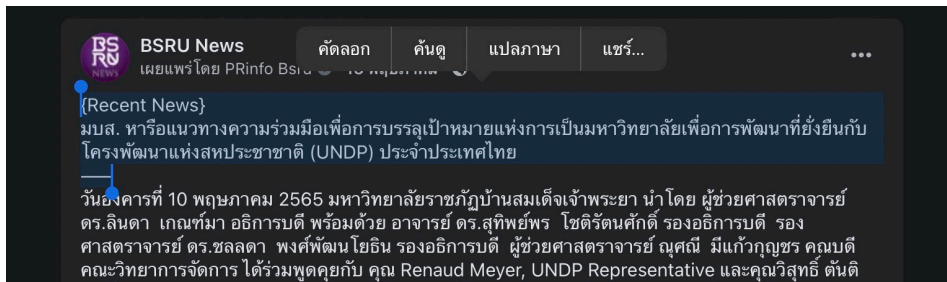 BSRU NEWS
BSRU News
คัดลอก ค้นดู แปลภาษา แชร์...
เผยแพร่โดย PRinfo
{Recent News}
มบส. หารือแนวทางความร่วมมือเพื่อการบรรลุเป้าหมายแห่งการเป็นมหาวิทยาลัยเพื่อการพัฒนาที่ยั่งยืนกับ
โครงพัฒนาแห่งสหประชาชาติ (UNDP) ประจำประเทศไทย
——
วันอังคารที่ 10 พฤษภาคม 2565 มหาวิทยาลัยราชภัฏบ้านสมเด็จเจ้าพระยา นำโดย ผู้ช่วยศาสตราจารย์
ดร.ลินดา เกณฑ์มา อธิการบดี พร้อมด้วย อาจารย์ ดร.สุทิพย์พร โชติรัตนศักดิ์ รองอธิการบดี รอง
ศาสตราจารย์ ดร.ชลลดา พงศ์พัฒนโยธิน รองอธิการบดี ผู้ช่วยศาสตราจารย์ ณุศณี มีแก้วกุญชร คณบดี
คณะวิทยาการจัดการ ได้ร่วมพูดคุยกับ คุณ Renaud Meyer, UNDP Representative และคุณวิสุทธิ์ ตันติ